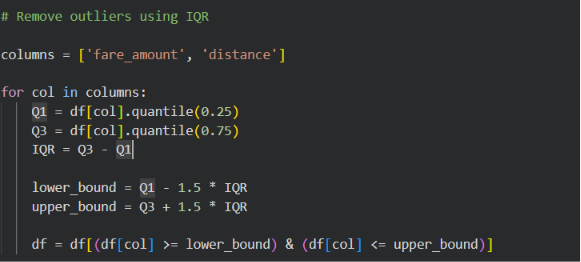 # Remove outliers using IQR
columns = ['fare_amount', 'distance']
for col in columns:
    Q1 = df[col].quantile(0.25)
    Q3 = df[col].quantile(0.75)
    IQR = Q3 - Q1
    lower_bound = Q1 - 1.5 * IQR
    upper_bound = Q3 + 1.5 * IQR
    df = df[(df[col] >= lower_bound) & (df[col] <= upper_bound)]